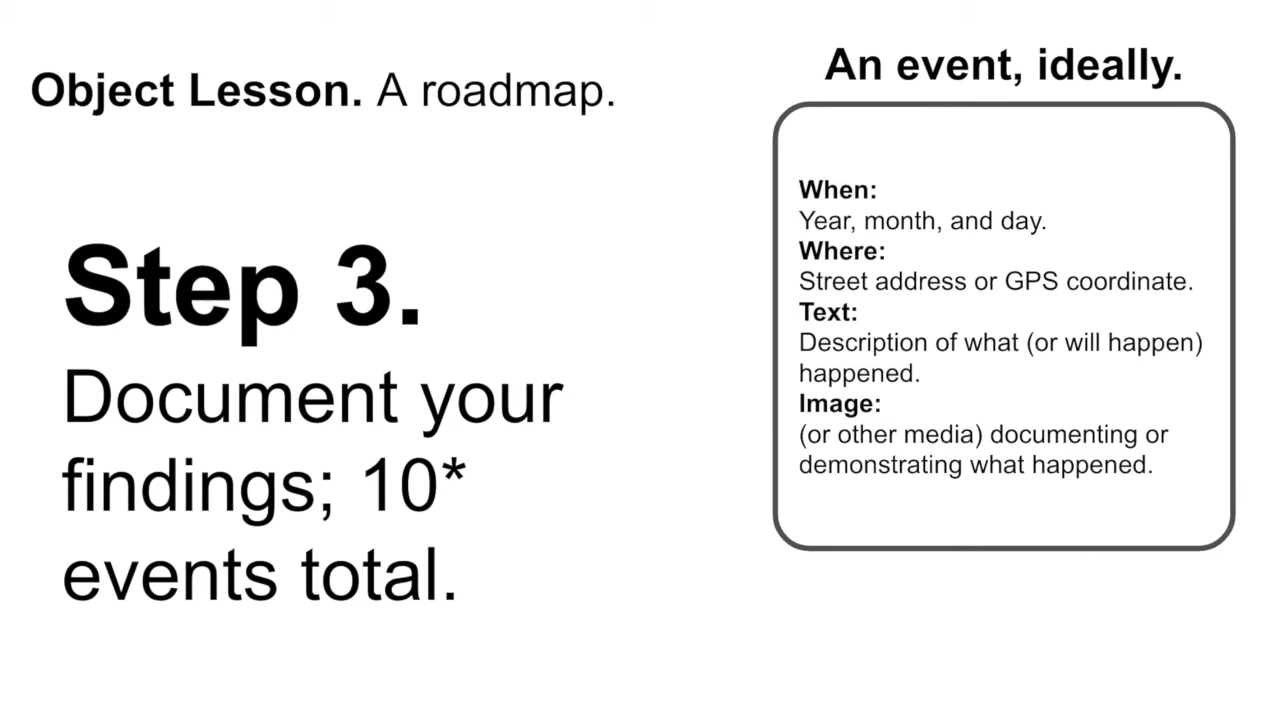 Object Lesson. A roadmap.
Step 3.
Document your
findings; 10*
events total.
An event, ideally.
When:
Year, month, and day.
Where:
Street address or GPS coordinate.
Text:
Description of what (or will happen)
happened.
Image:
(or other media) documenting or
demonstrating what happened.